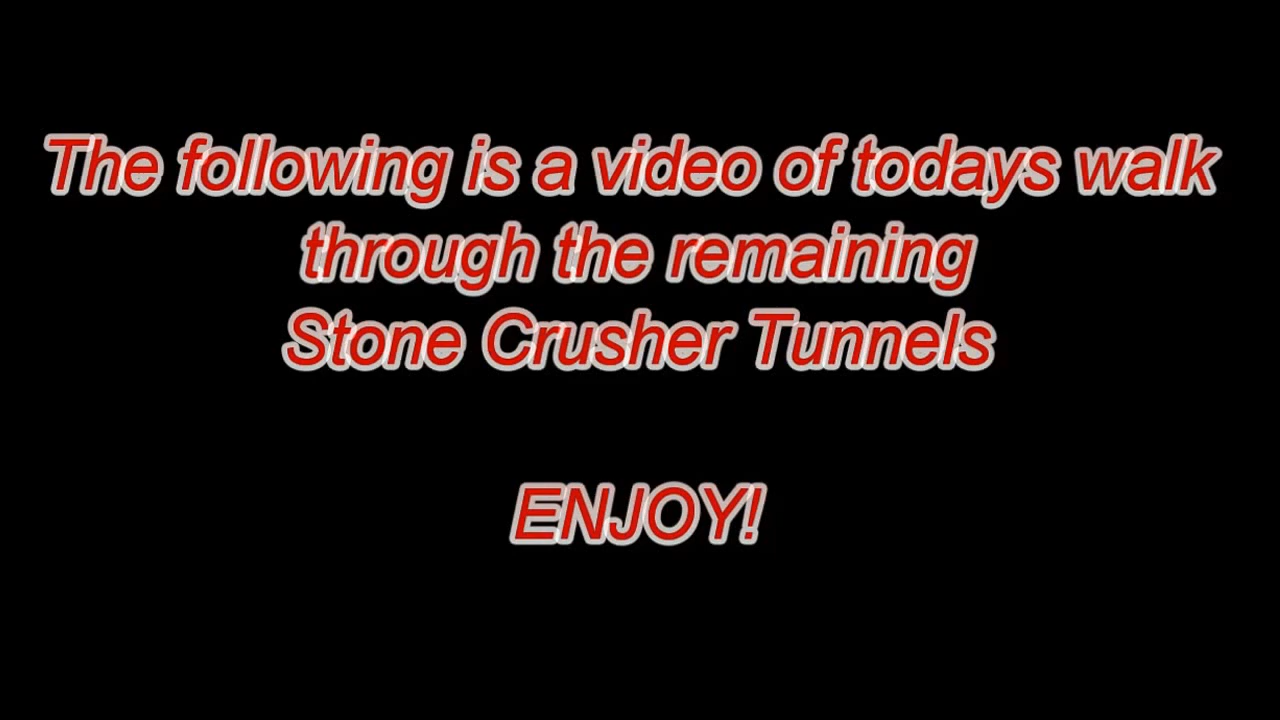 The following is a video of todays walk
through the remaining
Stone Crusher Tunnels
ENJOY!